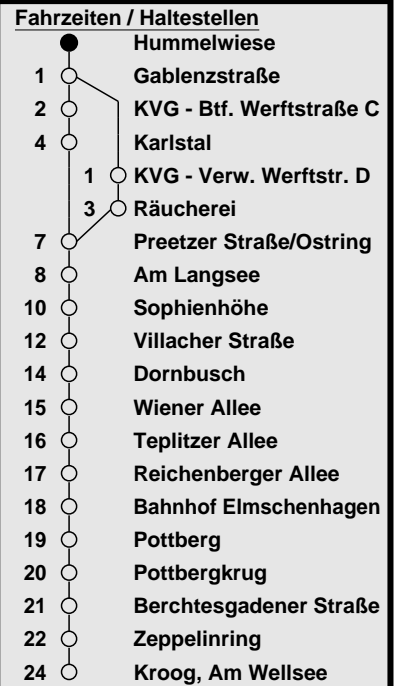 Fahrzeiten / Haltestellen
Hummelwiese
1 Gablenzstraße
2 KVG - Btf. Werftstraße C
4 Karlstal
1 KVG - Verw. Werftstr. D
3 Räucherei
7 Preetzer Straße/Ostring
8 Am Langsee
10 Sophienhöhe
12 Villacher Straße
14 Dornbusch
15 Wiener Allee
16 Teplitzer Allee
17 Reichenberger Allee
18 Bahnhof Elmschenhagen
19 Pottberg
20 Pottbergkrug
21 Berchtesgadener Straße
22 Zeppelinring
24 Kroog, Am Wellsee